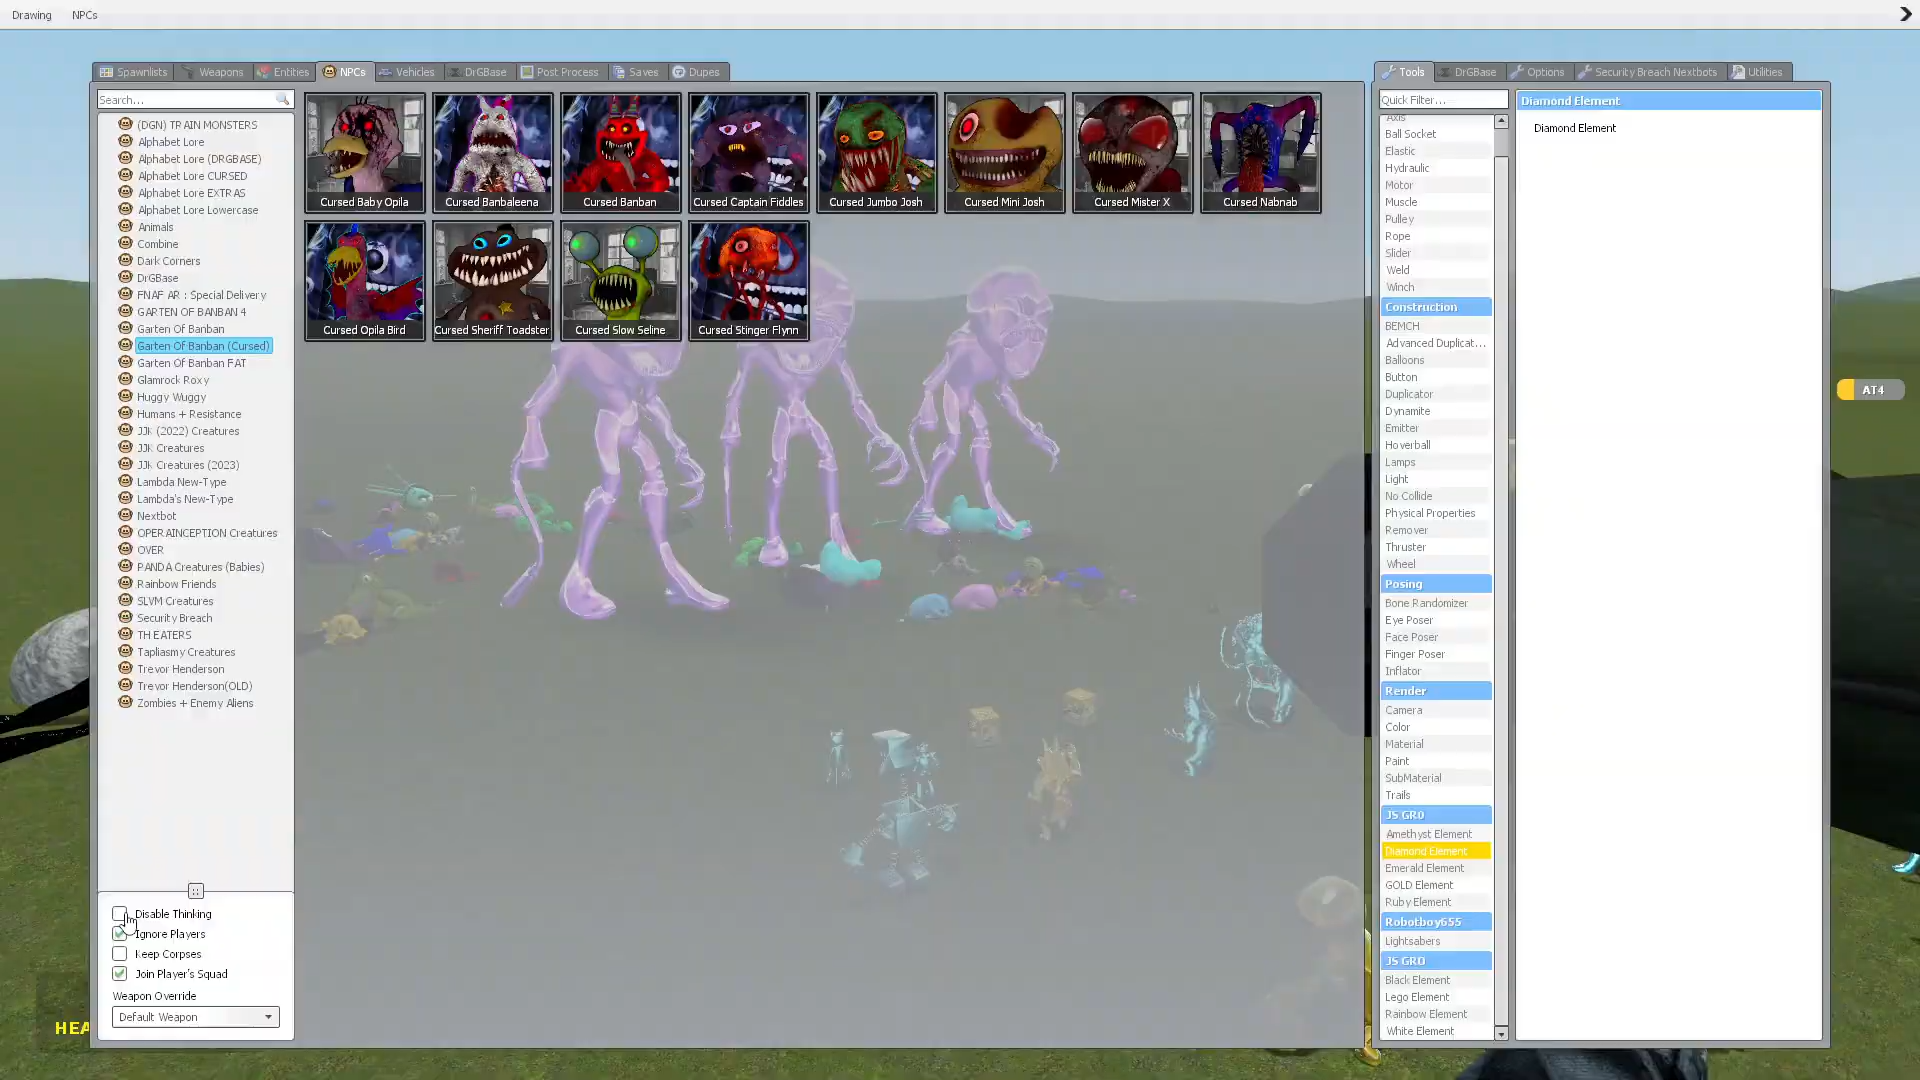 Drawing NPCs
Spawnlists Weapons Entities NPCs Vehicles DrGBase Post Process Saves Dupes
Tools DrGBase Options Security Breach Nextbots Utilities
Search...
(DGN) TRAIN MONSTERS
Alphabet Lore
Alphabet Lore (DRGBASE)
Alphabet Lore CURSED
Alphabet Lore EXTRAS
Alphabet Lore Lowercase
Animals
Combine
Dark Corners
DrGBase
FNAF AR : Special Delivery
GARTEN OF BANBAN 4
Garten Of Banban
Garten Of Banban (Cursed)
Garten Of Banban FAT
Glamrock Roxy
Huggy Wuggy
Humans + Resistance
JJK (2022) Creatures
JJK Creatures
JJK Creatures (2023)
Lambda New-Type
Lambda's New-Type
Nextbot
OPERAINCEPTION Creatures
OVER
PANDA Creatures (Babies)
Rainbow Friends
SLVM Creatures
Security Breach
TH EATERS
Tapliasmy Creatures
Trevor Henderson
Trevor Henderson(OLD)
Zombies + Enemy Aliens
Disable Thinking
Ignore Players
Keep Corpses
Join Player's Squad
Weapon Override
Default Weapon
HEA
Cursed Baby Opila
Cursed Banbaleena
Cursed Banban
Cursed Captain Fiddles
Cursed Jumbo Josh
Cursed Mini Josh
Cursed Mister X
Cursed Nabnab
Cursed Opila Bird
Cursed Sheriff Toadster
Cursed Slow Seline
Cursed Stinger Flynn
Quick Filter...
Axis
Ball Socket
Elastic
Hydraulic
Motor
Muscle
Pulley
Rope
Slider
Weld
Winch
Construction
BEMCH
Advanced Duplicat...
Balloons
Button
Duplicator
Dynamite
Emitter
Hoverball
Lamps
Light
No Collide
Physical Properties
Remover
Thruster
Wheel
Posing
Bone Randomizer
Eye Poser
Face Poser
Finger Poser
Inflator
Render
Camera
Color
Material
Paint
SubMaterial
Trails
JS GRO
Amethyst Element
Diamond Element
Emerald Element
GOLD Element
Ruby Element
Robotboy655
Lightsabers
JS GRO
Black Element
Lego Element
Rainbow Element
White Element
Diamond Element
Diamond Element
AT4